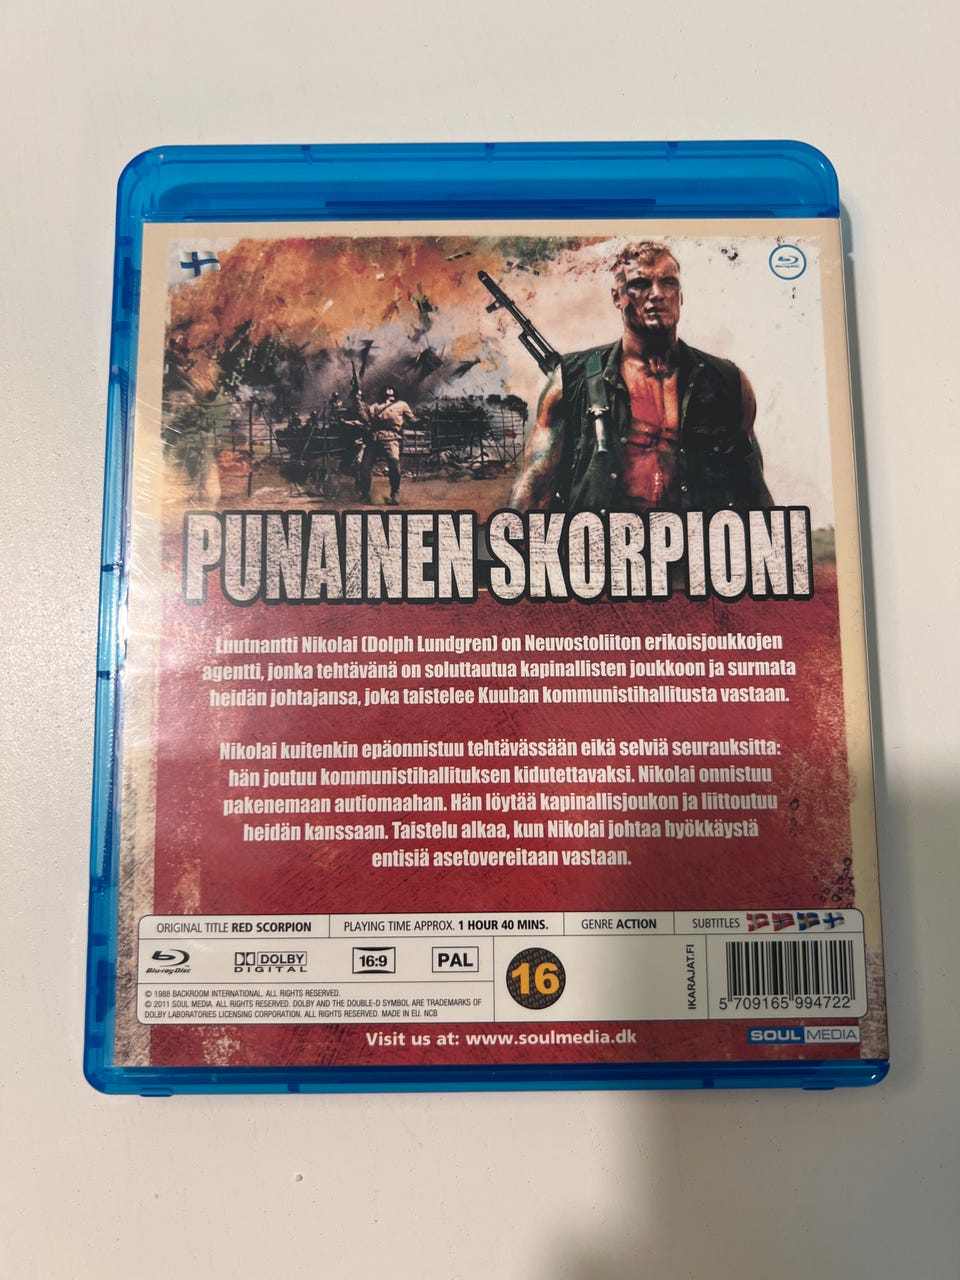 Blu-ray Disc
PUNAINEN SKORPIONI
Luutnantti Nikolai (Dolph Lundgren) on Neuvostoliiton erikoisjoukkojen
agentti, jonka tehtävänä on soluttautua kapinallisten joukkoon ja surmata
heidän johtajansa, joka taistelee Kuuban kommunistihallitusta vastaan.
Nikolai kuitenkin epäonnistuu tehtävässään eikä selviä seurauksitta:
hän joutuu kommunistihallituksen kidutettavaksi. Nikolai onnistuu
pakenemaan autiomaahan. Hän löytää kapinallisjoukon ja liittoutuu
heidän kanssaan. Taistelu alkaa, kun Nikolai johtaa hyökkäystä
entisiä asetovereitaan vastaan.
ORIGINAL TITLE RED SCORPION
PLAYING TIME APPROX. 1 HOUR 40 MINS.
GENRE ACTION
SUBTITLES
Blu-ray Disc
DOLBY
DIGITAL
16:9
PAL
16
IKARAJAT.FI
5 709165 994722
© 1988 BACKROOM INTERNATIONAL. ALL RIGHTS RESERVED.
© 2011 SOUL MEDIA. ALL RIGHTS RESERVED. DOLBY AND THE DOUBLE-D SYMBOL ARE TRADEMARKS OF
DOLBY LABORATORIES LICENSING CORPORATION. ALL RIGHTS RESERVED. MADE IN EU. NCB
Visit us at: www.soulmedia.dk
SOUL MEDIA